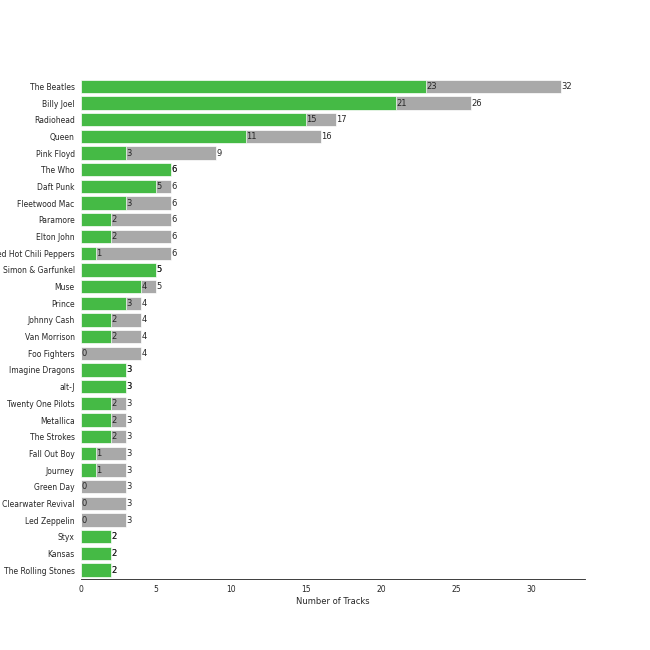 The Beatles 23 32
Billy Joel 21 26
Radiohead 15 17
Queen 11 16
Pink Floyd 3 9
The Who 6
Daft Punk 5 6
Fleetwood Mac 3 6
Paramore 2 6
Elton John 2 6
ed Hot Chili Peppers 1 6
Simon & Garfunkel 5
Muse 4 5
Prince 3 4
Johnny Cash 2 4
Van Morrison 2 4
Foo Fighters 0 4
Imagine Dragons 3
alt-J 3
Twenty One Pilots 2 3
Metallica 2 3
The Strokes 2 3
Fall Out Boy 1 3
Journey 1 3
Green Day 0 3
Clearwater Revival 0 3
Led Zeppelin 0 3
Styx 2
Kansas 2
The Rolling Stones 2
0 5 10 15 20 25 30
Number of Tracks